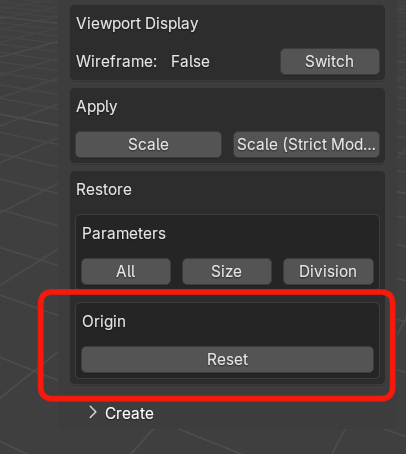 Viewport Display
Wireframe: False Switch
Apply
Scale Scale (Strict Mod...
Restore
Parameters
All Size Division
Origin
Reset
Create